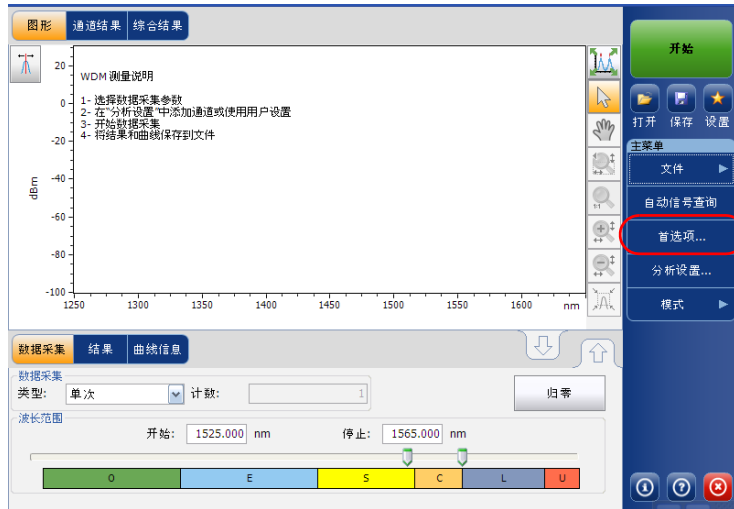 图形 通道结果 综合结果
WDM 测量说明
1- 选择数据采集参数
2- 在"分析设置"中添加通道或使用用户设置
3- 开始数据采集
4- 将结果和曲线保存到文件
20
0
-20
-40
-60
-80
-100
dBm
1250 1300 1350 1400 1450 1500 1550 1600 nm
1:1
数据采集 结果 曲线信息
数据采集
类型: 单次 计数: 1 归零
波长范围
开始: 1525.000 nm 停止: 1565.000 nm
O E S C L U
开始
打开 保存 设置
主菜单
文件
自动信号查询
首选项...
分析设置...
模式